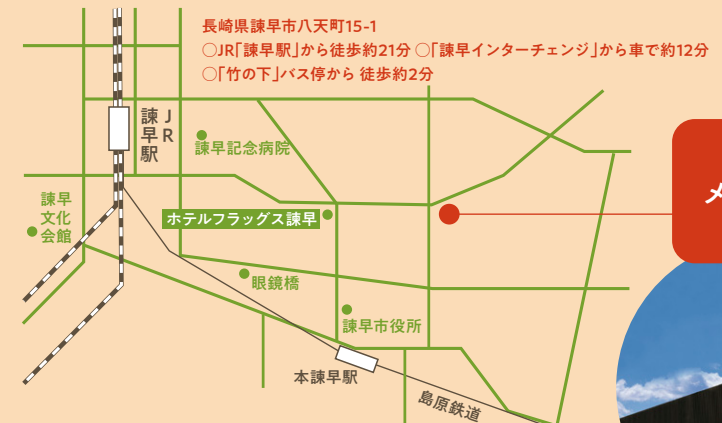 長崎県諫早市八天町15-1
○JR「諫早駅」から徒歩約21分 ○「諫早インターチェンジ」から車で約12分
○「竹の下」バス停から 徒歩約2分
JR
諫早駅
諫早記念病院
諫早
文化
会館
ホテルフラッグス諫早
眼鏡橋
諫早市役所
本諫早駅
島原鉄道
メ